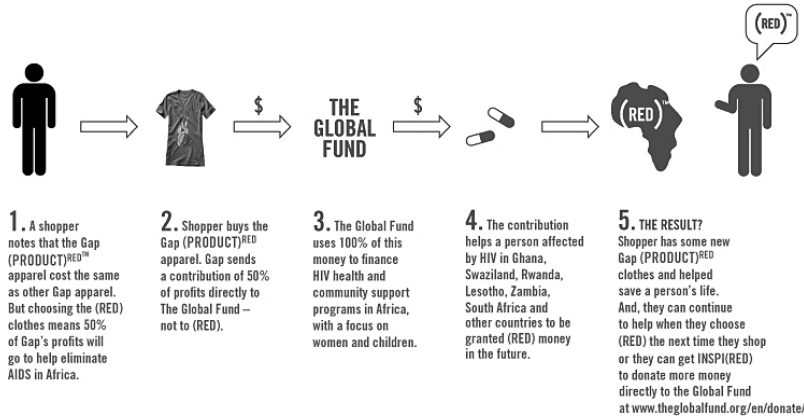 (RED)™
$
$
THE
GLOBAL
FUND
(RED)™
1. A shopper
notes that the Gap
(PRODUCT)RED™
apparel cost the same
as other Gap apparel.
But choosing the (RED)
clothes means 50%
of Gap's profits will
go to help eliminate
AIDS in Africa.
2. Shopper buys the
Gap (PRODUCT)RED
apparel. Gap sends
a contribution of 50%
of profits directly to
The Global Fund –
not to (RED).
3. The Global Fund
uses 100% of this
money to finance
HIV health and
community support
programs in Africa,
with a focus on
women and children.
4. The contribution
helps a person affected
by HIV in Ghana,
Swaziland, Rwanda,
Lesotho, Zambia,
South Africa and
other countries to be
granted (RED) money
in the future.
5. THE RESULT?
Shopper has some new
Gap (PRODUCT)RED
clothes and helped
save a person's life.
And, they can continue
to help when they choose
(RED) the next time they shop
or they can get INSPI(RED)
to donate more money
directly to the Global Fund
at www.theglobalfund.org/en/donate/